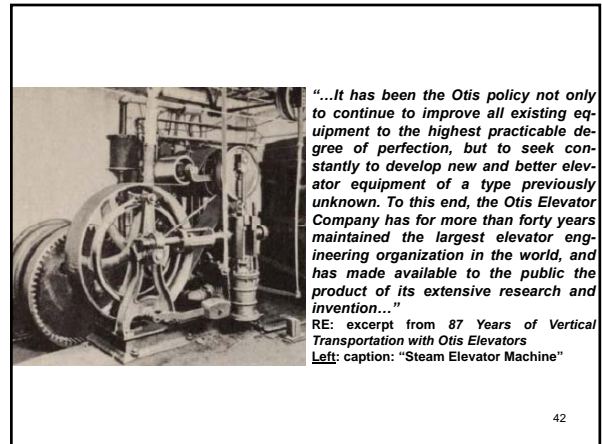 “…It has been the Otis policy not only
to continue to improve all existing eq-
uipment to the highest practicable de-
gree of perfection, but to seek con-
stantly to develop new and better elev-
ator equipment of a type previously
unknown. To this end, the Otis Elevator
Company has for more than forty years
maintained the largest elevator eng-
ineering organization in the world, and
has made available to the public the
product of its extensive research and
invention…”
RE: excerpt from 87 Years of Vertical
Transportation with Otis Elevators
Left: caption: “Steam Elevator Machine”
42